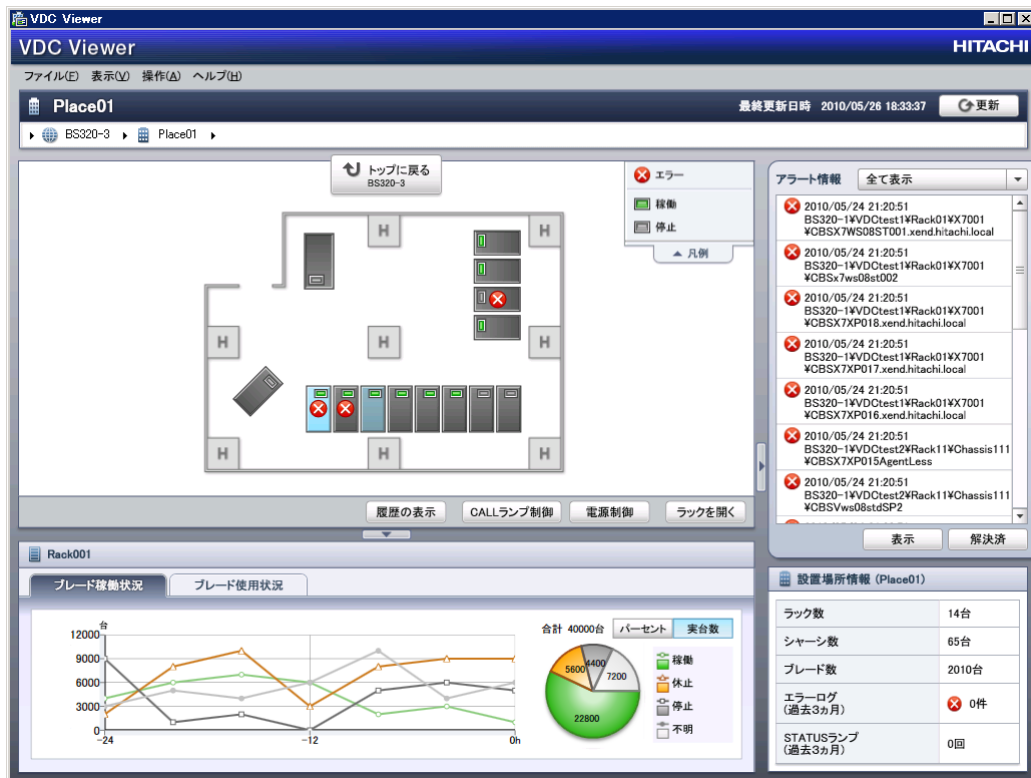 VDC Viewer
VDC Viewer
HITACHI
ファイル(F) 表示(V) 操作(A) ヘルプ(H)
Place01
最終更新日時 2010/05/26 18:33:37
更新
BS320-3 Place01
トップに戻る
BS320-3
エラー
稼働
停止
凡例
H
H
H
H
H
H
H
H
履歴の表示
CALLランプ制御
電源制御
ラックを開く
アラート情報
全て表示
2010/05/24 21:20:51
BS320-1¥VDCtest1¥Rack01¥X7001
¥CBSX7WS08ST001.xend.hitachi.local
2010/05/24 21:20:51
BS320-1¥VDCtest1¥Rack01¥X7001
¥CBSx7ws08st002
2010/05/24 21:20:51
BS320-1¥VDCtest1¥Rack01¥X7001
¥CBSX7XP018.xend.hitachi.local
2010/05/24 21:20:51
BS320-1¥VDCtest1¥Rack01¥X7001
¥CBSX7XP017.xend.hitachi.local
2010/05/24 21:20:51
BS320-1¥VDCtest1¥Rack01¥X7001
¥CBSX7XP016.xend.hitachi.local
2010/05/24 21:20:51
BS320-1¥VDCtest2¥Rack11¥Chassis111
¥CBSX7XP015AgentLess
2010/05/24 21:20:51
BS320-1¥VDCtest2¥Rack11¥Chassis111
¥CBSVws08stdSP2
表示
解決済
Rack001
ブレード稼働状況
ブレード使用状況
台
12000
9000
6000
3000
0
-24
-12
0h
合計 40000台
パーセント
実台数
5600
4400
7200
22800
稼働
休止
停止
不明
設置場所情報 (Place01)
ラック数 14台
シャーシ数 65台
ブレード数 2010台
エラーログ
(過去3ヵ月)
0件
STATUSランプ
(過去3ヵ月)
0回